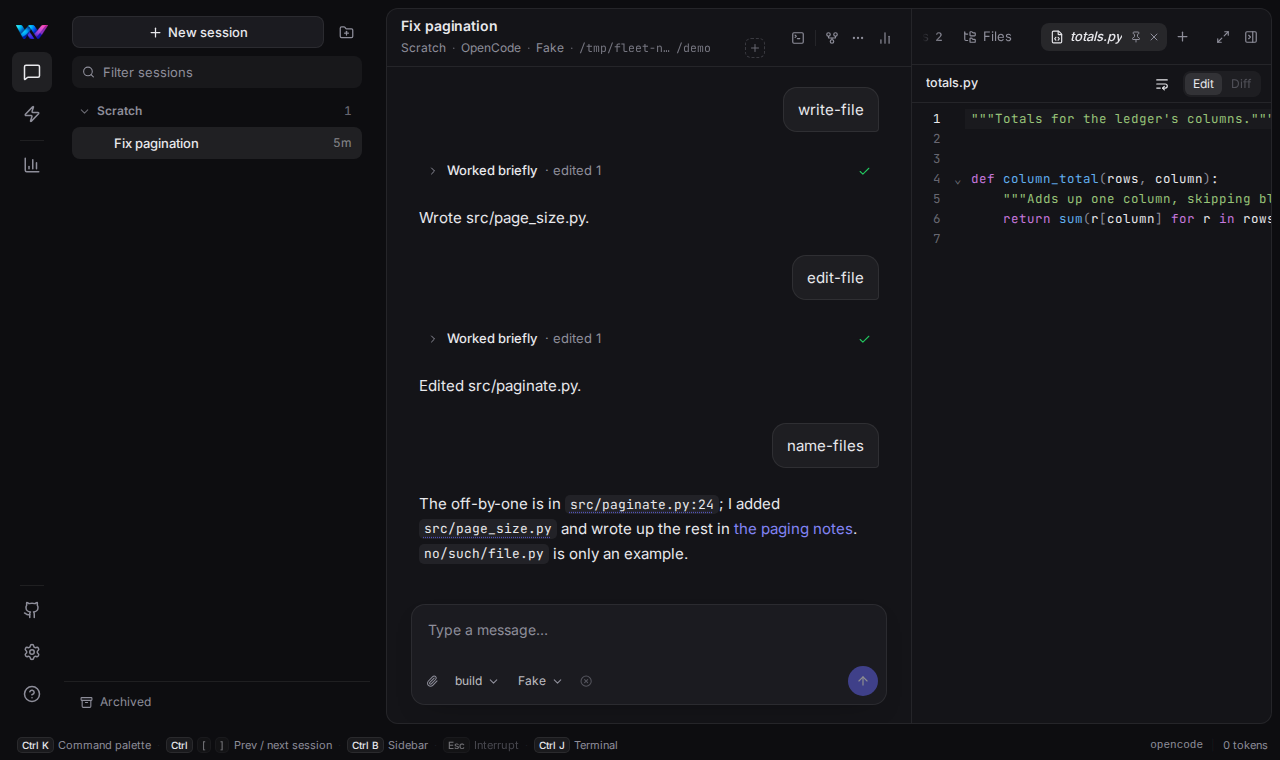 New session
Filter sessions
Scratch 1
Fix pagination 5m
Archived
Fix pagination
Scratch · OpenCode · Fake · /tmp/fleet-n… /demo
write-file
Worked briefly · edited 1
Wrote src/page_size.py.
edit-file
Worked briefly · edited 1
Edited src/paginate.py.
name-files
The off-by-one is in src/paginate.py:24; I added
src/page_size.py and wrote up the rest in the paging notes.
no/such/file.py is only an example.
Type a message...
build Fake
2 Files totals.py
totals.py Edit Diff
1 """Totals for the ledger's columns."""
2
3
4 def column_total(rows, column):
5 """Adds up one column, skipping bl
6 return sum(r[column] for r in rows
7
Ctrl K Command palette Ctrl [ ] Prev / next session Ctrl B Sidebar Esc Interrupt Ctrl J Terminal opencode 0 tokens